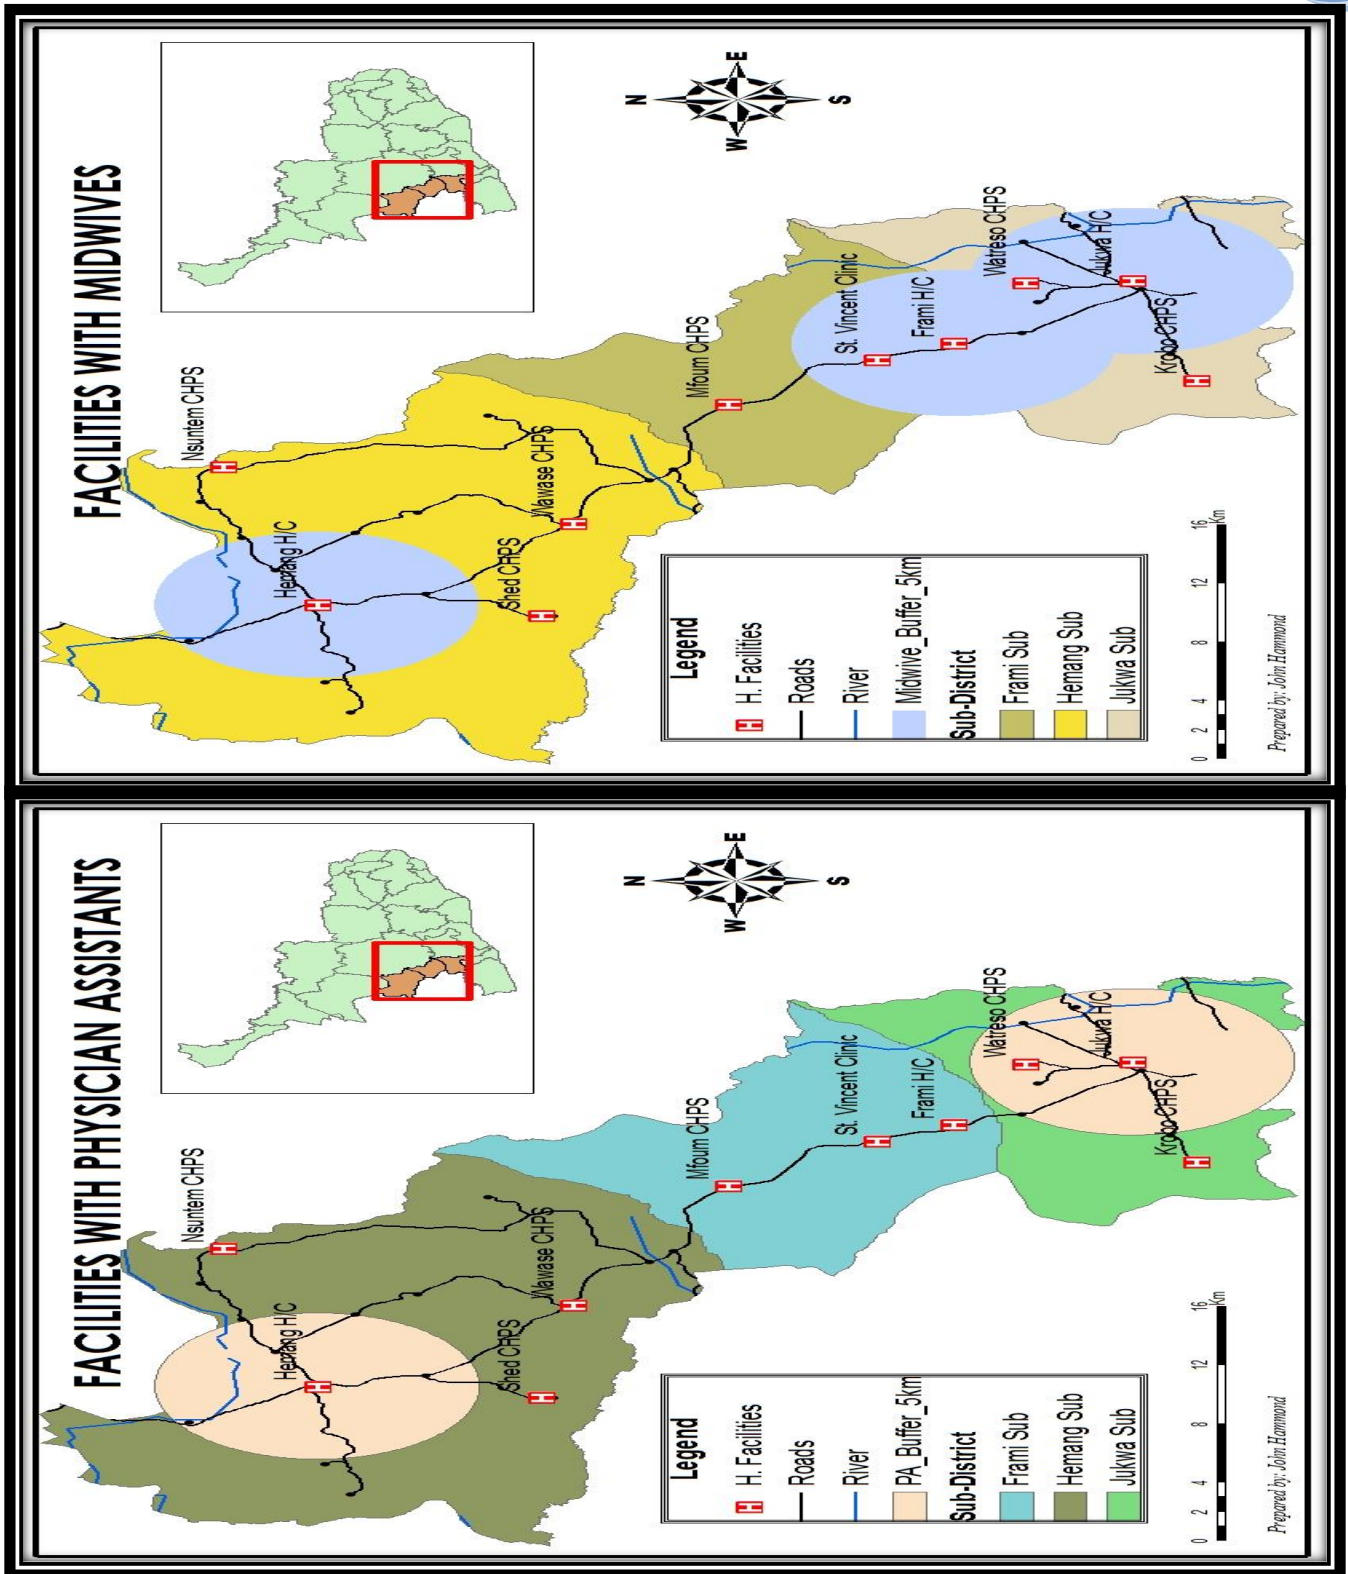 FACILITIES WITH MIDWIVES
N
E
S
W
Nsuntem CHPS
Hemang H/C
Wawase CHPS
Shed CHPS
Mfoum CHPS
St. Vincent Clinic
Frami H/C
Watreso CHPS
Jukwa H/C
Krobo CHPS
Legend
H H. Facilities
Roads
River
Midwive_Buffer_5km
Sub-District
Frami Sub
Hemang Sub
Jukwa Sub
0 2 4 8 12 16
Km
Prepared by: John Hammond
FACILITIES WITH PHYSICIAN ASSISTANTS
N
E
S
W
Nsuntem CHPS
Hemang H/C
Wawase CHPS
Shed CHPS
Mfoum CHPS
St. Vincent Clinic
Frami H/C
Watreso CHPS
Jukwa H/C
Krobo CHPS
Legend
H H. Facilities
Roads
River
PA_Buffer_5km
Sub-District
Frami Sub
Hemang Sub
Jukwa Sub
0 2 4 8 12 16
Km
Prepared by: John Hammond